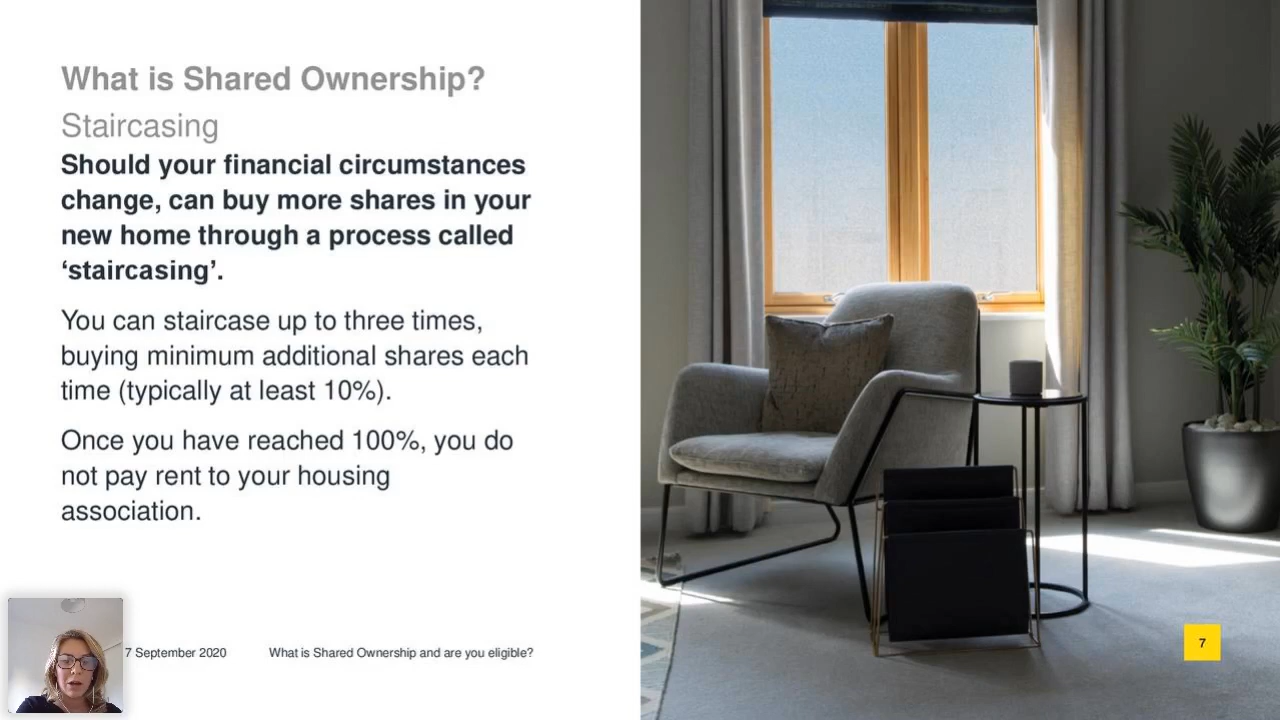 What is Shared Ownership?
Staircasing
Should your financial circumstances
change, can buy more shares in your
new home through a process called
‘staircasing’.
You can staircase up to three times,
buying minimum additional shares each
time (typically at least 10%).
Once you have reached 100%, you do
not pay rent to your housing
association.
7 September 2020
What is Shared Ownership and are you eligible?
7